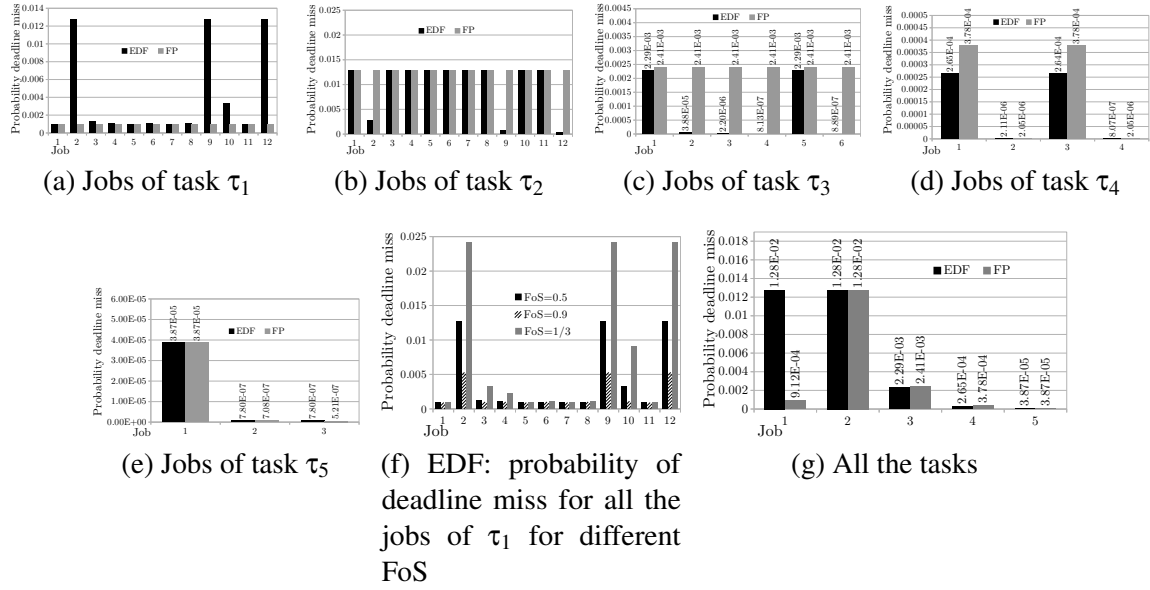 Probability deadline miss
0.014
0.012
0.01
0.008
0.006
0.004
0.002
0
EDF FP
1 2 3 4 5 6 7 8 9 10 11 12
Job
(a) Jobs of task τ1
Probability deadline miss
0.025
0.02
0.015
0.01
0.005
0
EDF FP
1 2 3 4 5 6 7 8 9 10 11 12
Job
(b) Jobs of task τ2
Probability deadline miss
0.0045
0.004
0.0035
0.003
0.0025
0.002
0.0015
0.001
0.0005
0
EDF FP
2.29E-03 2.41E-03 3.88E-05 2.41E-03 2.20E-06 2.41E-03 8.13E-07 2.41E-03 2.29E-03 2.41E-03 8.89E-07 2.41E-03
1 2 3 4 5 6
Job
(c) Jobs of task τ3
Probability deadline miss
0.0005
0.00045
0.0004
0.00035
0.0003
0.00025
0.0002
0.00015
0.0001
0.00005
0
EDF FP
2.65E-04 3.78E-04 2.11E-06 2.05E-06 2.64E-04 3.78E-04 8.07E-07 2.05E-06
1 2 3 4
Job
(d) Jobs of task τ4
Probability deadline miss
6.00E-05
5.00E-05
4.00E-05
3.00E-05
2.00E-05
1.00E-05
0.00E+00
EDF FP
3.87E-05 3.87E-05 7.80E-07 7.08E-07 7.80E-07 5.21E-07
Job
1 2 3
(e) Jobs of task τ5
Probability deadline miss
0.025
0.02
0.015
0.01
0.005
0
FoS=0.5
FoS=0.9
FoS=1/3
1 2 3 4 5 6 7 8 9 10 11 12
Job
(f) EDF: probability of
deadline miss for all the
jobs of τ1 for different
FoS
Probability deadline miss
0.018
0.016
0.014
0.012
0.01
0.008
0.006
0.004
0.002
0
EDF FP
1.28E-02 9.12E-04 1.28E-02 1.28E-02 2.29E-03 2.41E-03 2.65E-04 3.78E-04 3.87E-05 3.87E-05
1 2 3 4 5
Job
(g) All the tasks